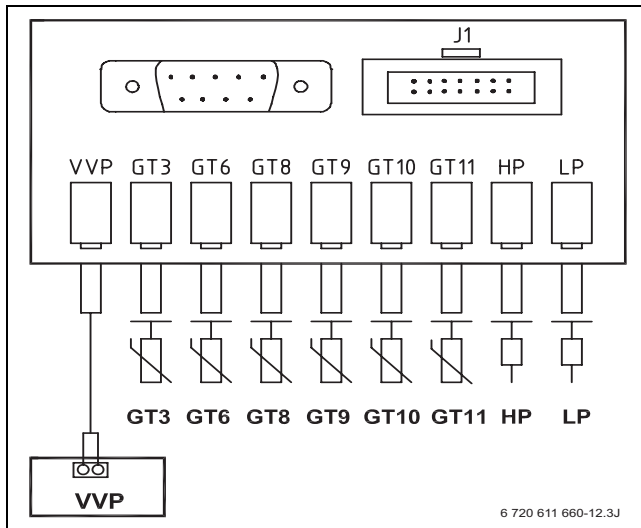 J1
VVP GT3 GT6 GT8 GT9 GT10 GT11 HP LP
GT3 GT6 GT8 GT9 GT10 GT11 HP LP
VVP
6 720 611 660-12.3J